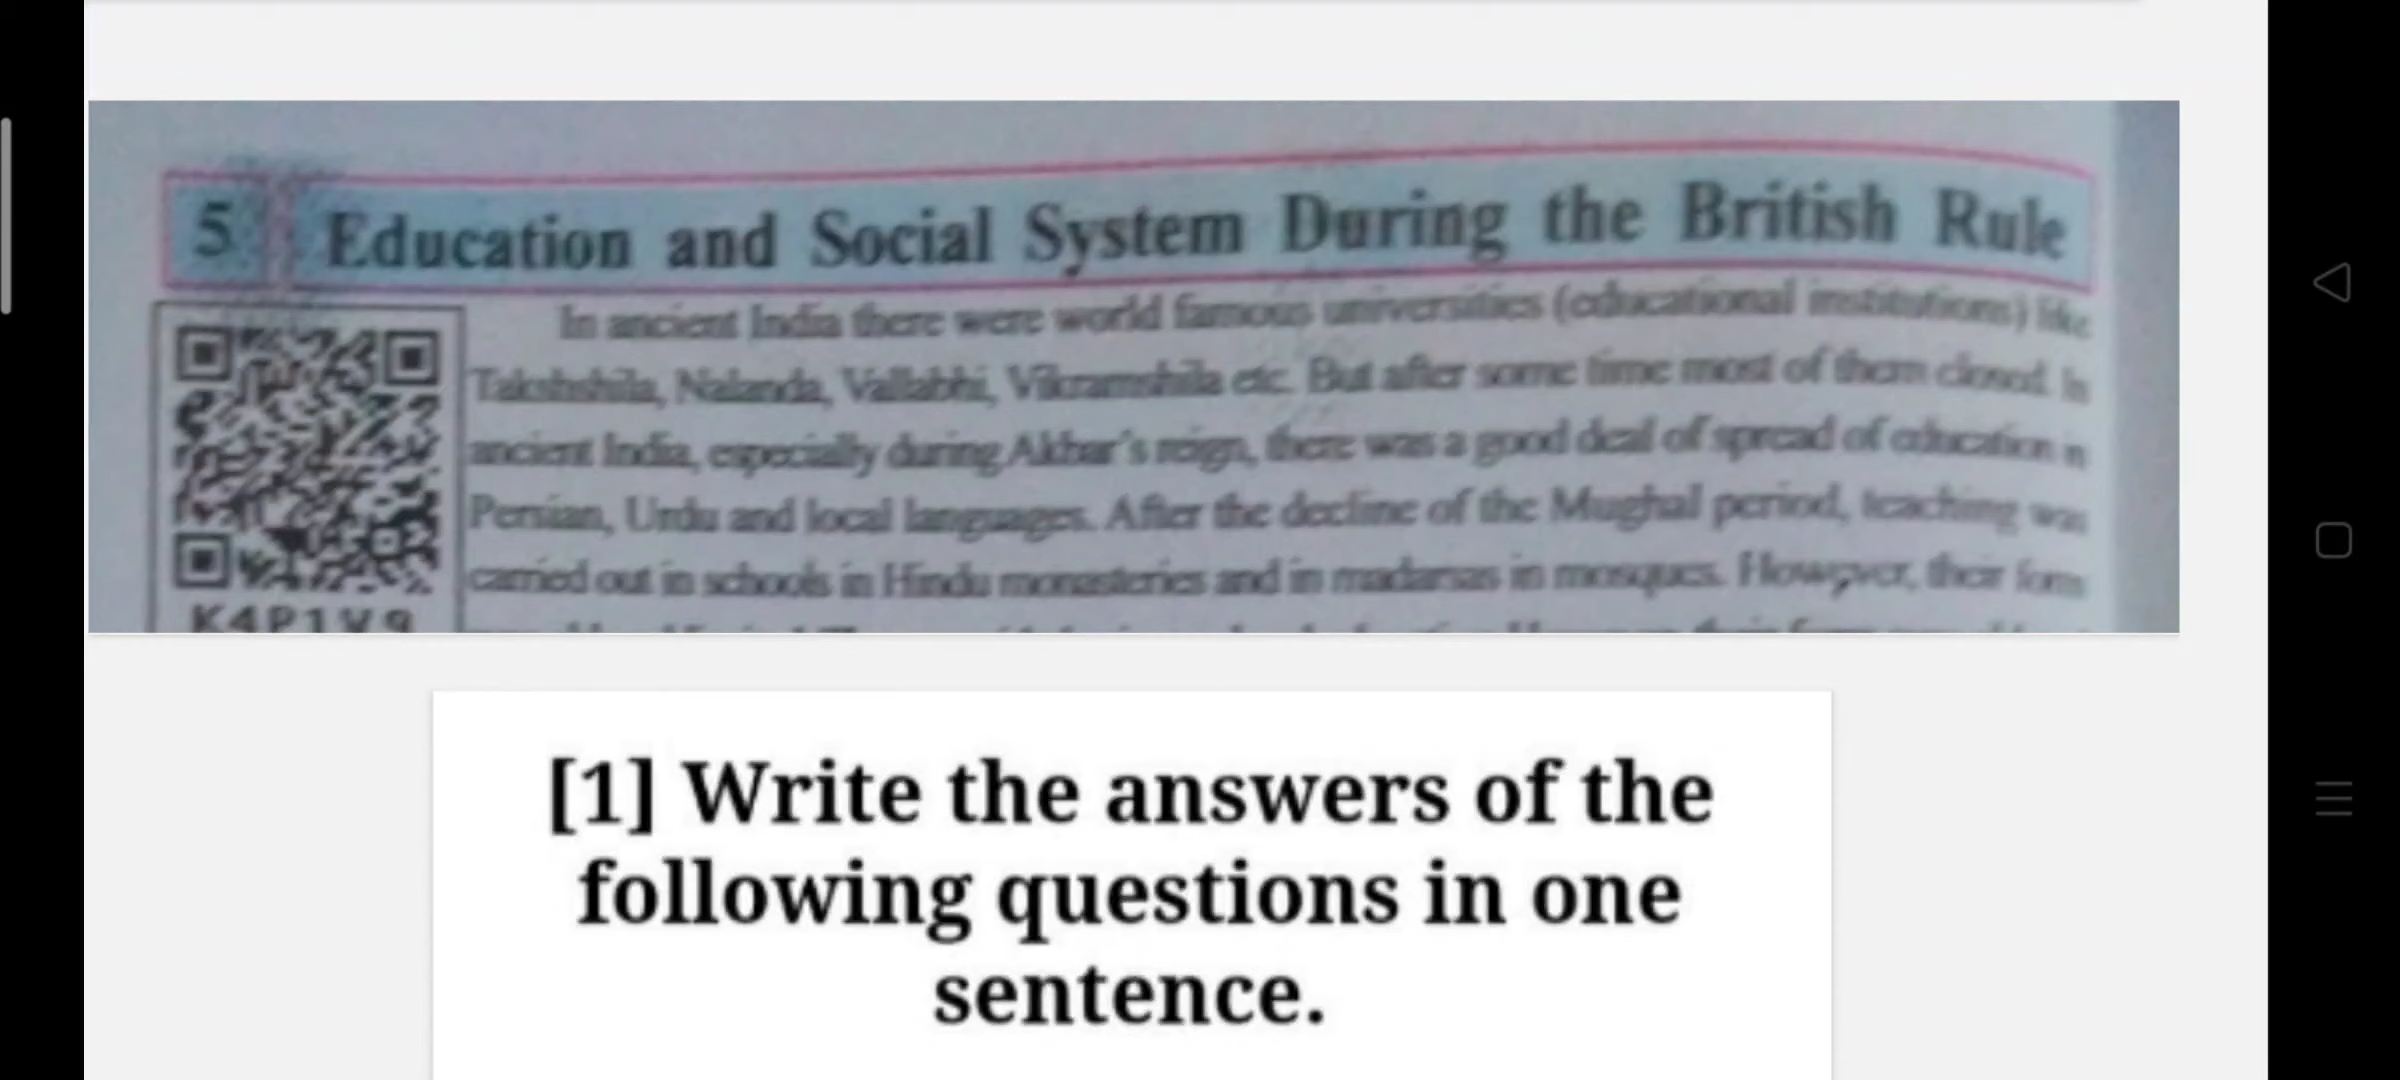 5 Education and Social System During the British Rule
In ancient India there were world famous universities (educational institutions) like
Takshshila, Nalanda, Vallabhi, Vikramshila etc. But after some time most of them closed. In
ancient India, especially during Akbar's reign, there was a good deal of spread of education in
Persian, Urdu and local languages. After the decline of the Mughal period, teaching was
carried out in schools in Hindu monasteries and in madarsas in mosques. However, their form
K4P1V9
[1] Write the answers of the
following questions in one
sentence.